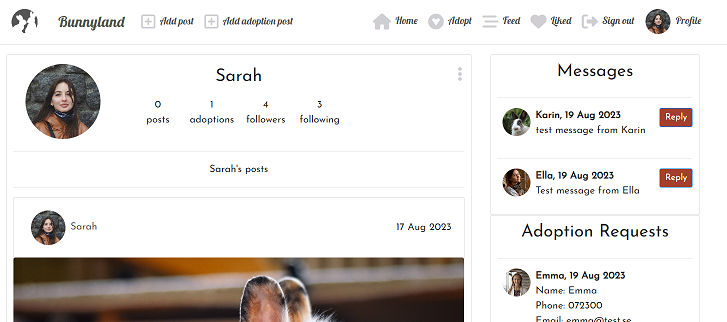 Bunnyland
Add post
Add adoption post
Home
Adopt
Feed
Liked
Sign out
Profile
Sarah
0 1 4 3
posts adoptions followers following
Sarah's posts
Sarah
17 Aug 2023
Messages
Karin, 19 Aug 2023
test message from Karin
Reply
Ella, 19 Aug 2023
Test message from Ella
Reply
Adoption Requests
Emma, 19 Aug 2023
Name: Emma
Phone: 072300
Email: emma@test.se